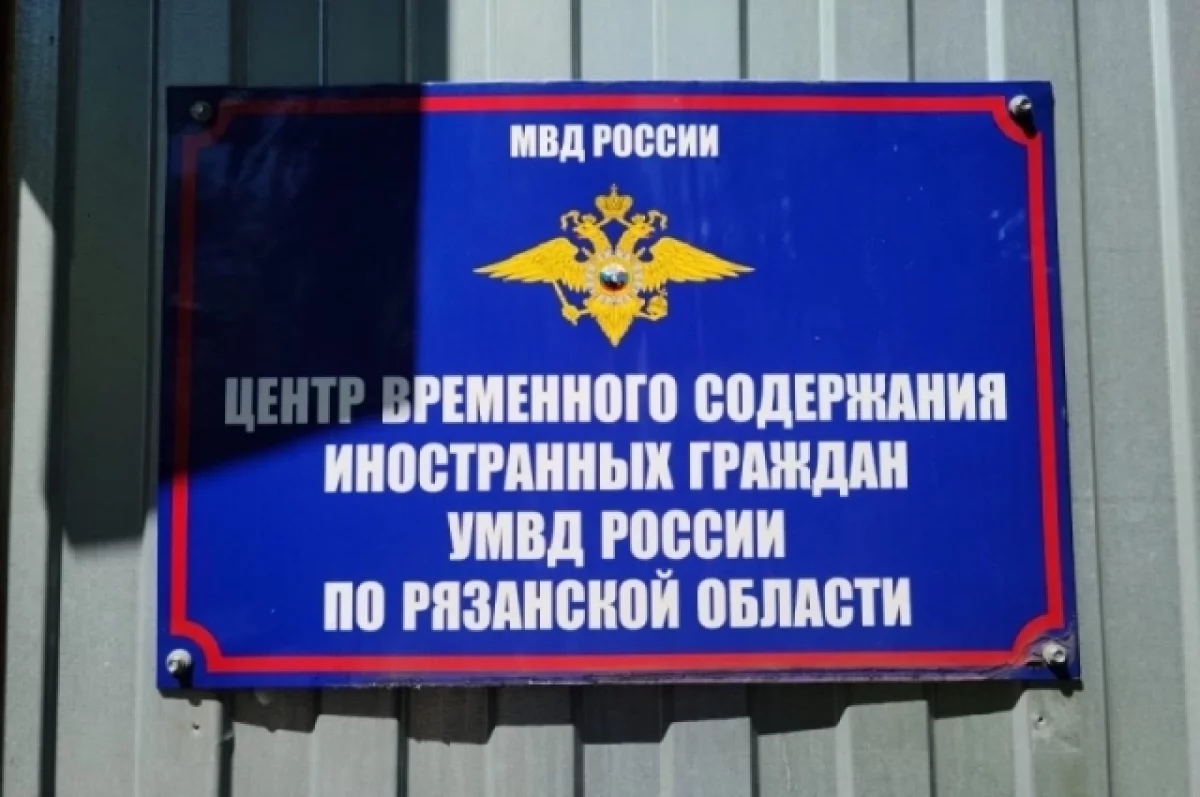 МВД РОССИИ
ЦЕНТР ВРЕМЕННОГО СОДЕРЖАНИЯ
ИНОСТРАННЫХ ГРАЖДАН
УМВД РОССИИ
ПО РЯЗАНСКОЙ ОБЛАСТИ